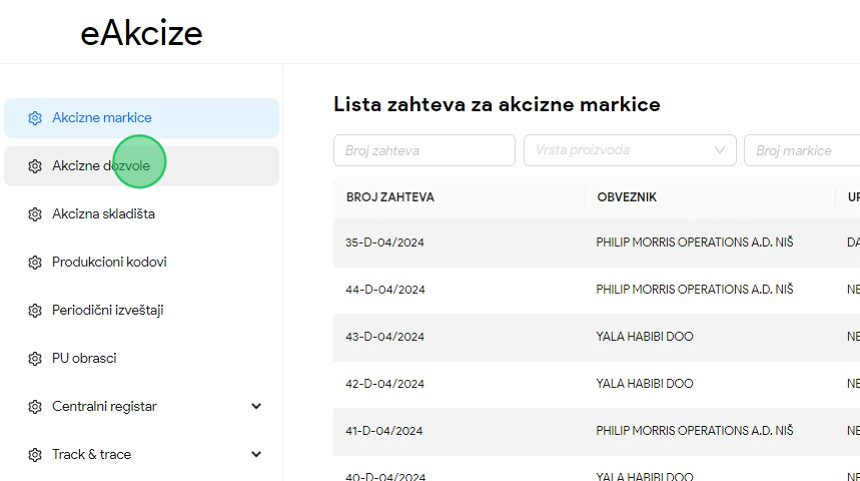 eAkcize
Akcizne markice
Akcizne dozvole
Akcizna skladišta
Produkcioni kodovi
Periodični izveštaji
PU obrasci
Centralni registar
Track & trace
Lista zahteva za akcizne markice
Broj zahteva Vrsta proizvoda Broj markice
BROJ ZAHTEVA OBVEZNIK
35-D-04/2024 PHILIP MORRIS OPERATIONS A.D. NIŠ DA
44-D-04/2024 PHILIP MORRIS OPERATIONS A.D. NIŠ NE
43-D-04/2024 YALA HABIBI DOO NE
42-D-04/2024 YALA HABIBI DOO NE
41-D-04/2024 PHILIP MORRIS OPERATIONS A.D. NIŠ NE
40-D-04/2024 YALA HABIBI DOO NE